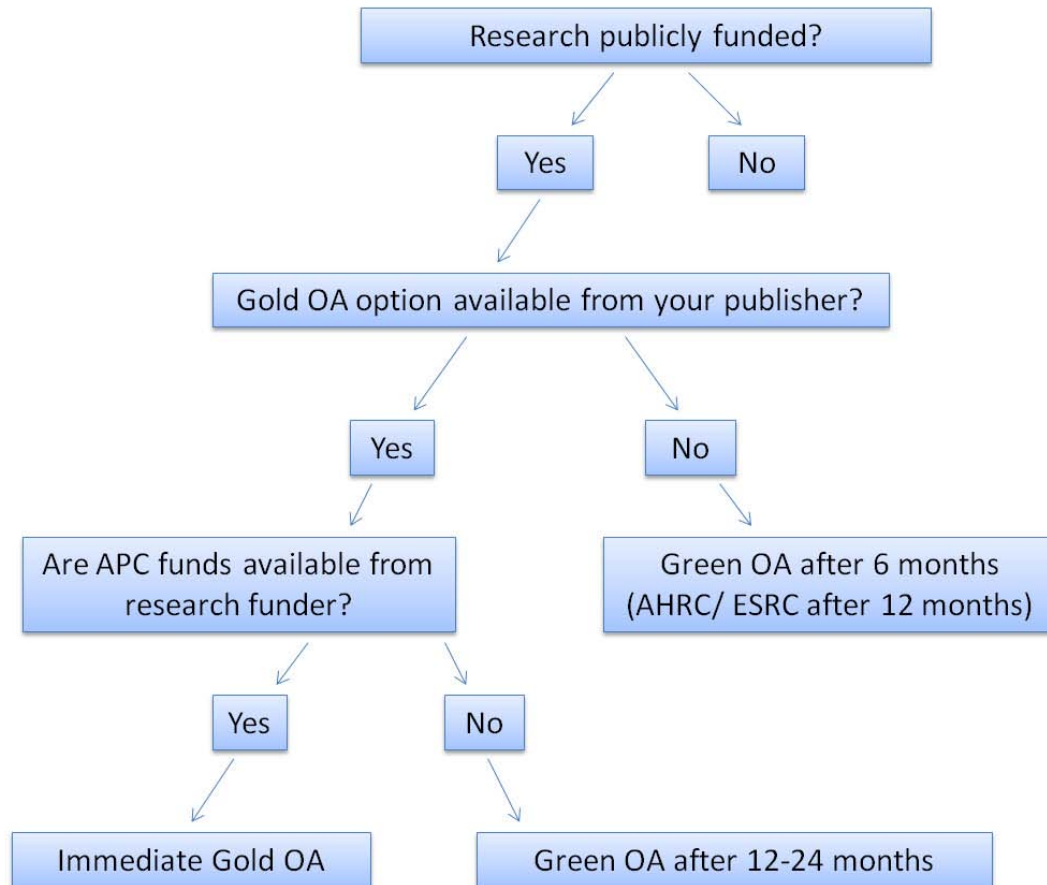 Research publicly funded?
Yes
No
Gold OA option available from your publisher?
Yes
No
Are APC funds available from
research funder?
Green OA after 6 months
(AHRC/ ESRC after 12 months)
Yes
No
Immediate Gold OA
Green OA after 12-24 months